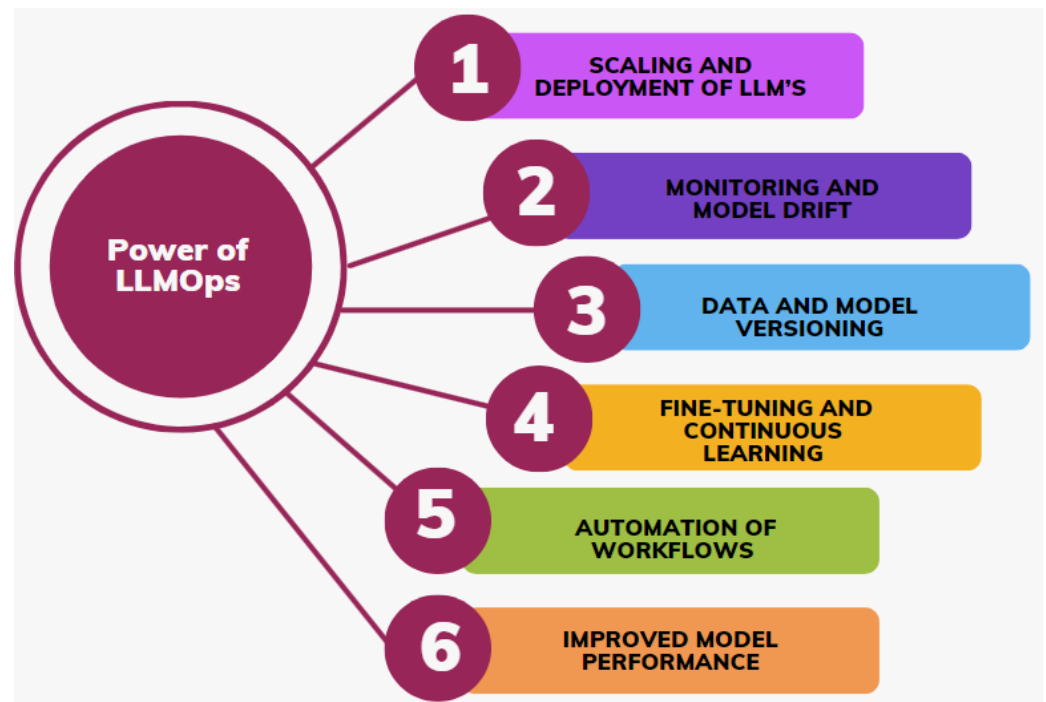 Power of
LLMOps
1
SCALING AND
DEPLOYMENT OF LLM'S
2
MONITORING AND
MODEL DRIFT
3
DATA AND MODEL
VERSIONING
4
FINE-TUNING AND
CONTINUOUS
LEARNING
5
AUTOMATION OF
WORKFLOWS
6
IMPROVED MODEL
PERFORMANCE